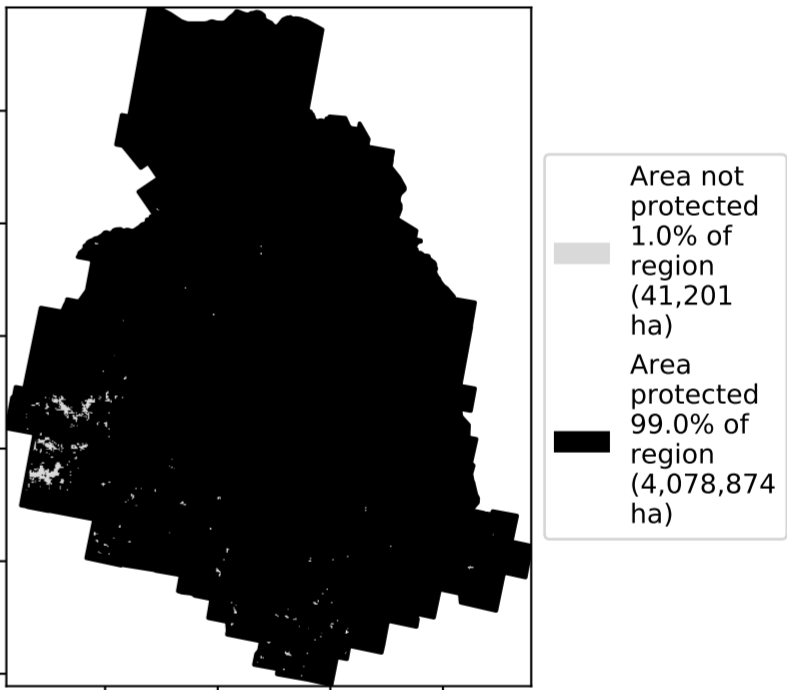 Area not
protected
1.0% of
region
(41,201
ha)
Area
protected
99.0% of
region
(4,078,874
ha)